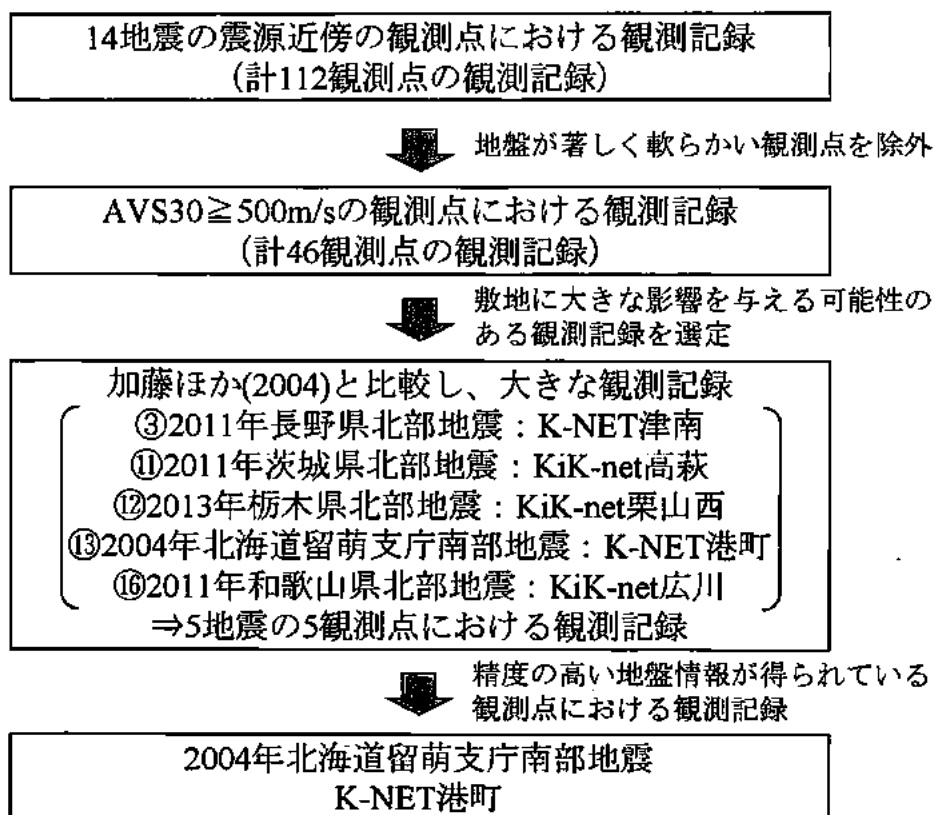 14地震の震源近傍の観測点における観測記録
(計112観測点の観測記録)
地盤が著しく軟らかい観測点を除外
AVS30≧500m/sの観測点における観測記録
(計46観測点の観測記録)
敷地に大きな影響を与える可能性の
ある観測記録を選定
加藤ほか(2004)と比較し、大きな観測記録
③2011年長野県北部地震：K-NET津南
⑪2011年茨城県北部地震：KiK-net高萩
⑫2013年栃木県北部地震：KiK-net栗山西
⑬2004年北海道留萌支庁南部地震：K-NET港町
⑯2011年和歌山県北部地震：KiK-net広川
⇒5地震の5観測点における観測記録
精度の高い地盤情報が得られている
観測点における観測記録
2004年北海道留萌支庁南部地震
K-NET港町